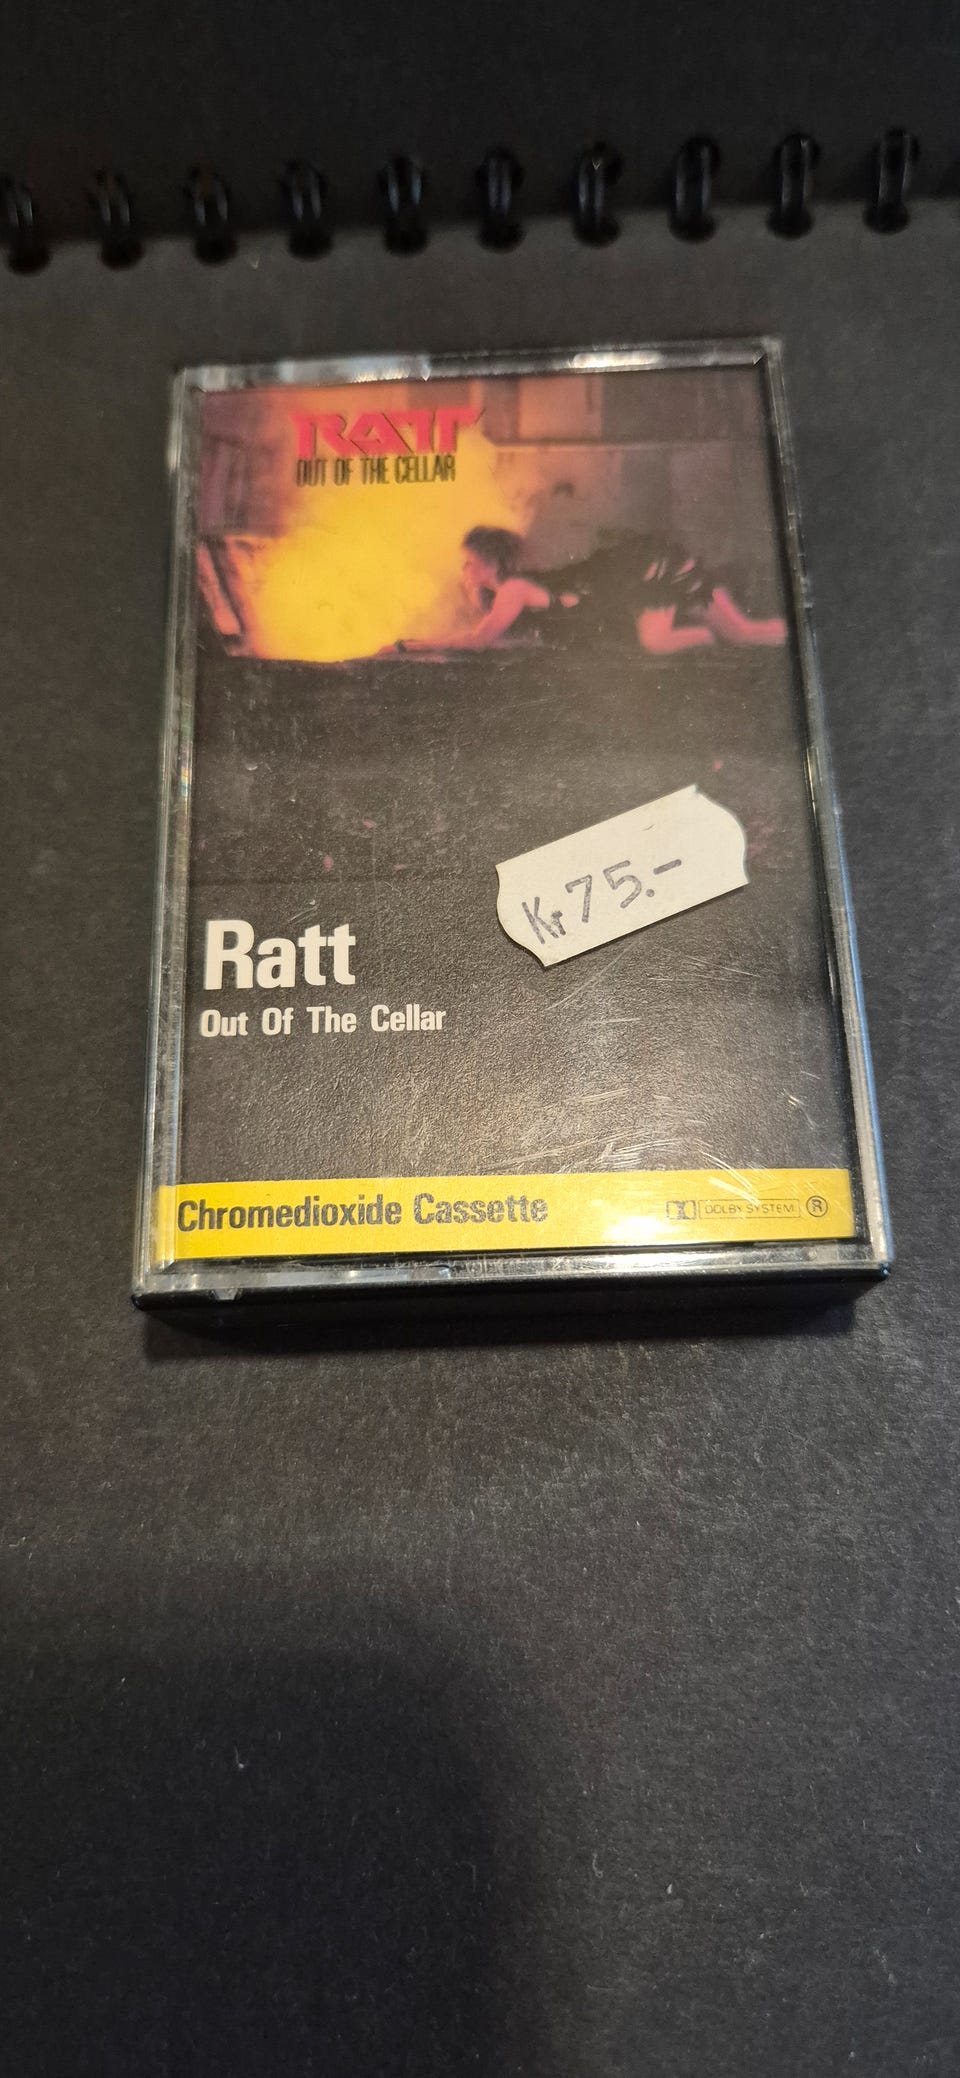 RATT
OUT OF THE CELLAR
Kr 75.-
Ratt
Out Of The Cellar
Chromedioxide Cassette
DOLBY SYSTEM ®